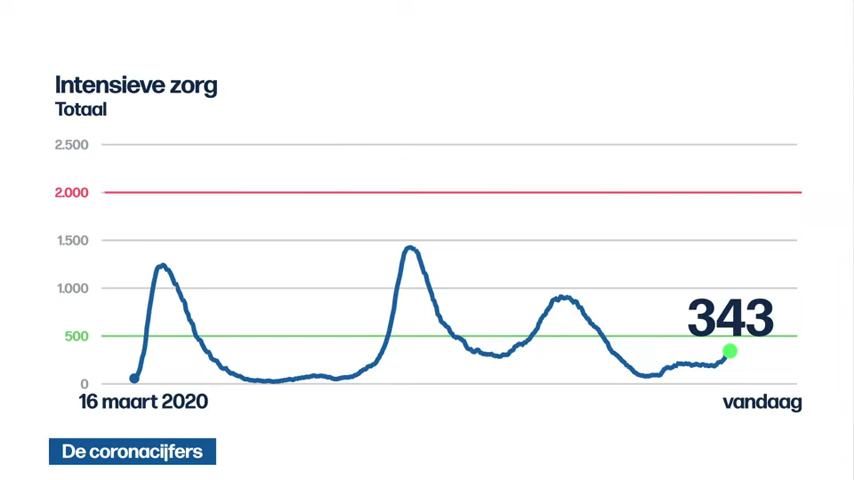 Intensieve zorg
Totaal
2.500
2.000
1.500
1.000
500
0
343
16 maart 2020
vandaag
De coronacijfers